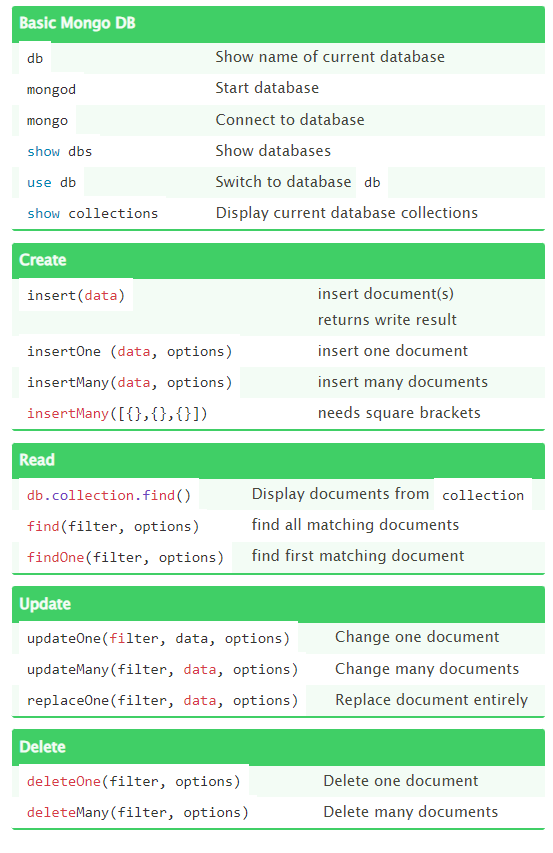 Basic Mongo DB
db Show name of current database
mongod Start database
mongo Connect to database
show dbs Show databases
use db Switch to database db
show collections Display current database collections
Create
insert(data) insert document(s)
returns write result
insertOne (data, options) insert one document
insertMany(data, options) insert many documents
insertMany([{},{},{}]) needs square brackets
Read
db.collection.find() Display documents from collection
find(filter, options) find all matching documents
findOne(filter, options) find first matching document
Update
updateOne(filter, data, options) Change one document
updateMany(filter, data, options) Change many documents
replaceOne(filter, data, options) Replace document entirely
Delete
deleteOne(filter, options) Delete one document
deleteMany(filter, options) Delete many documents